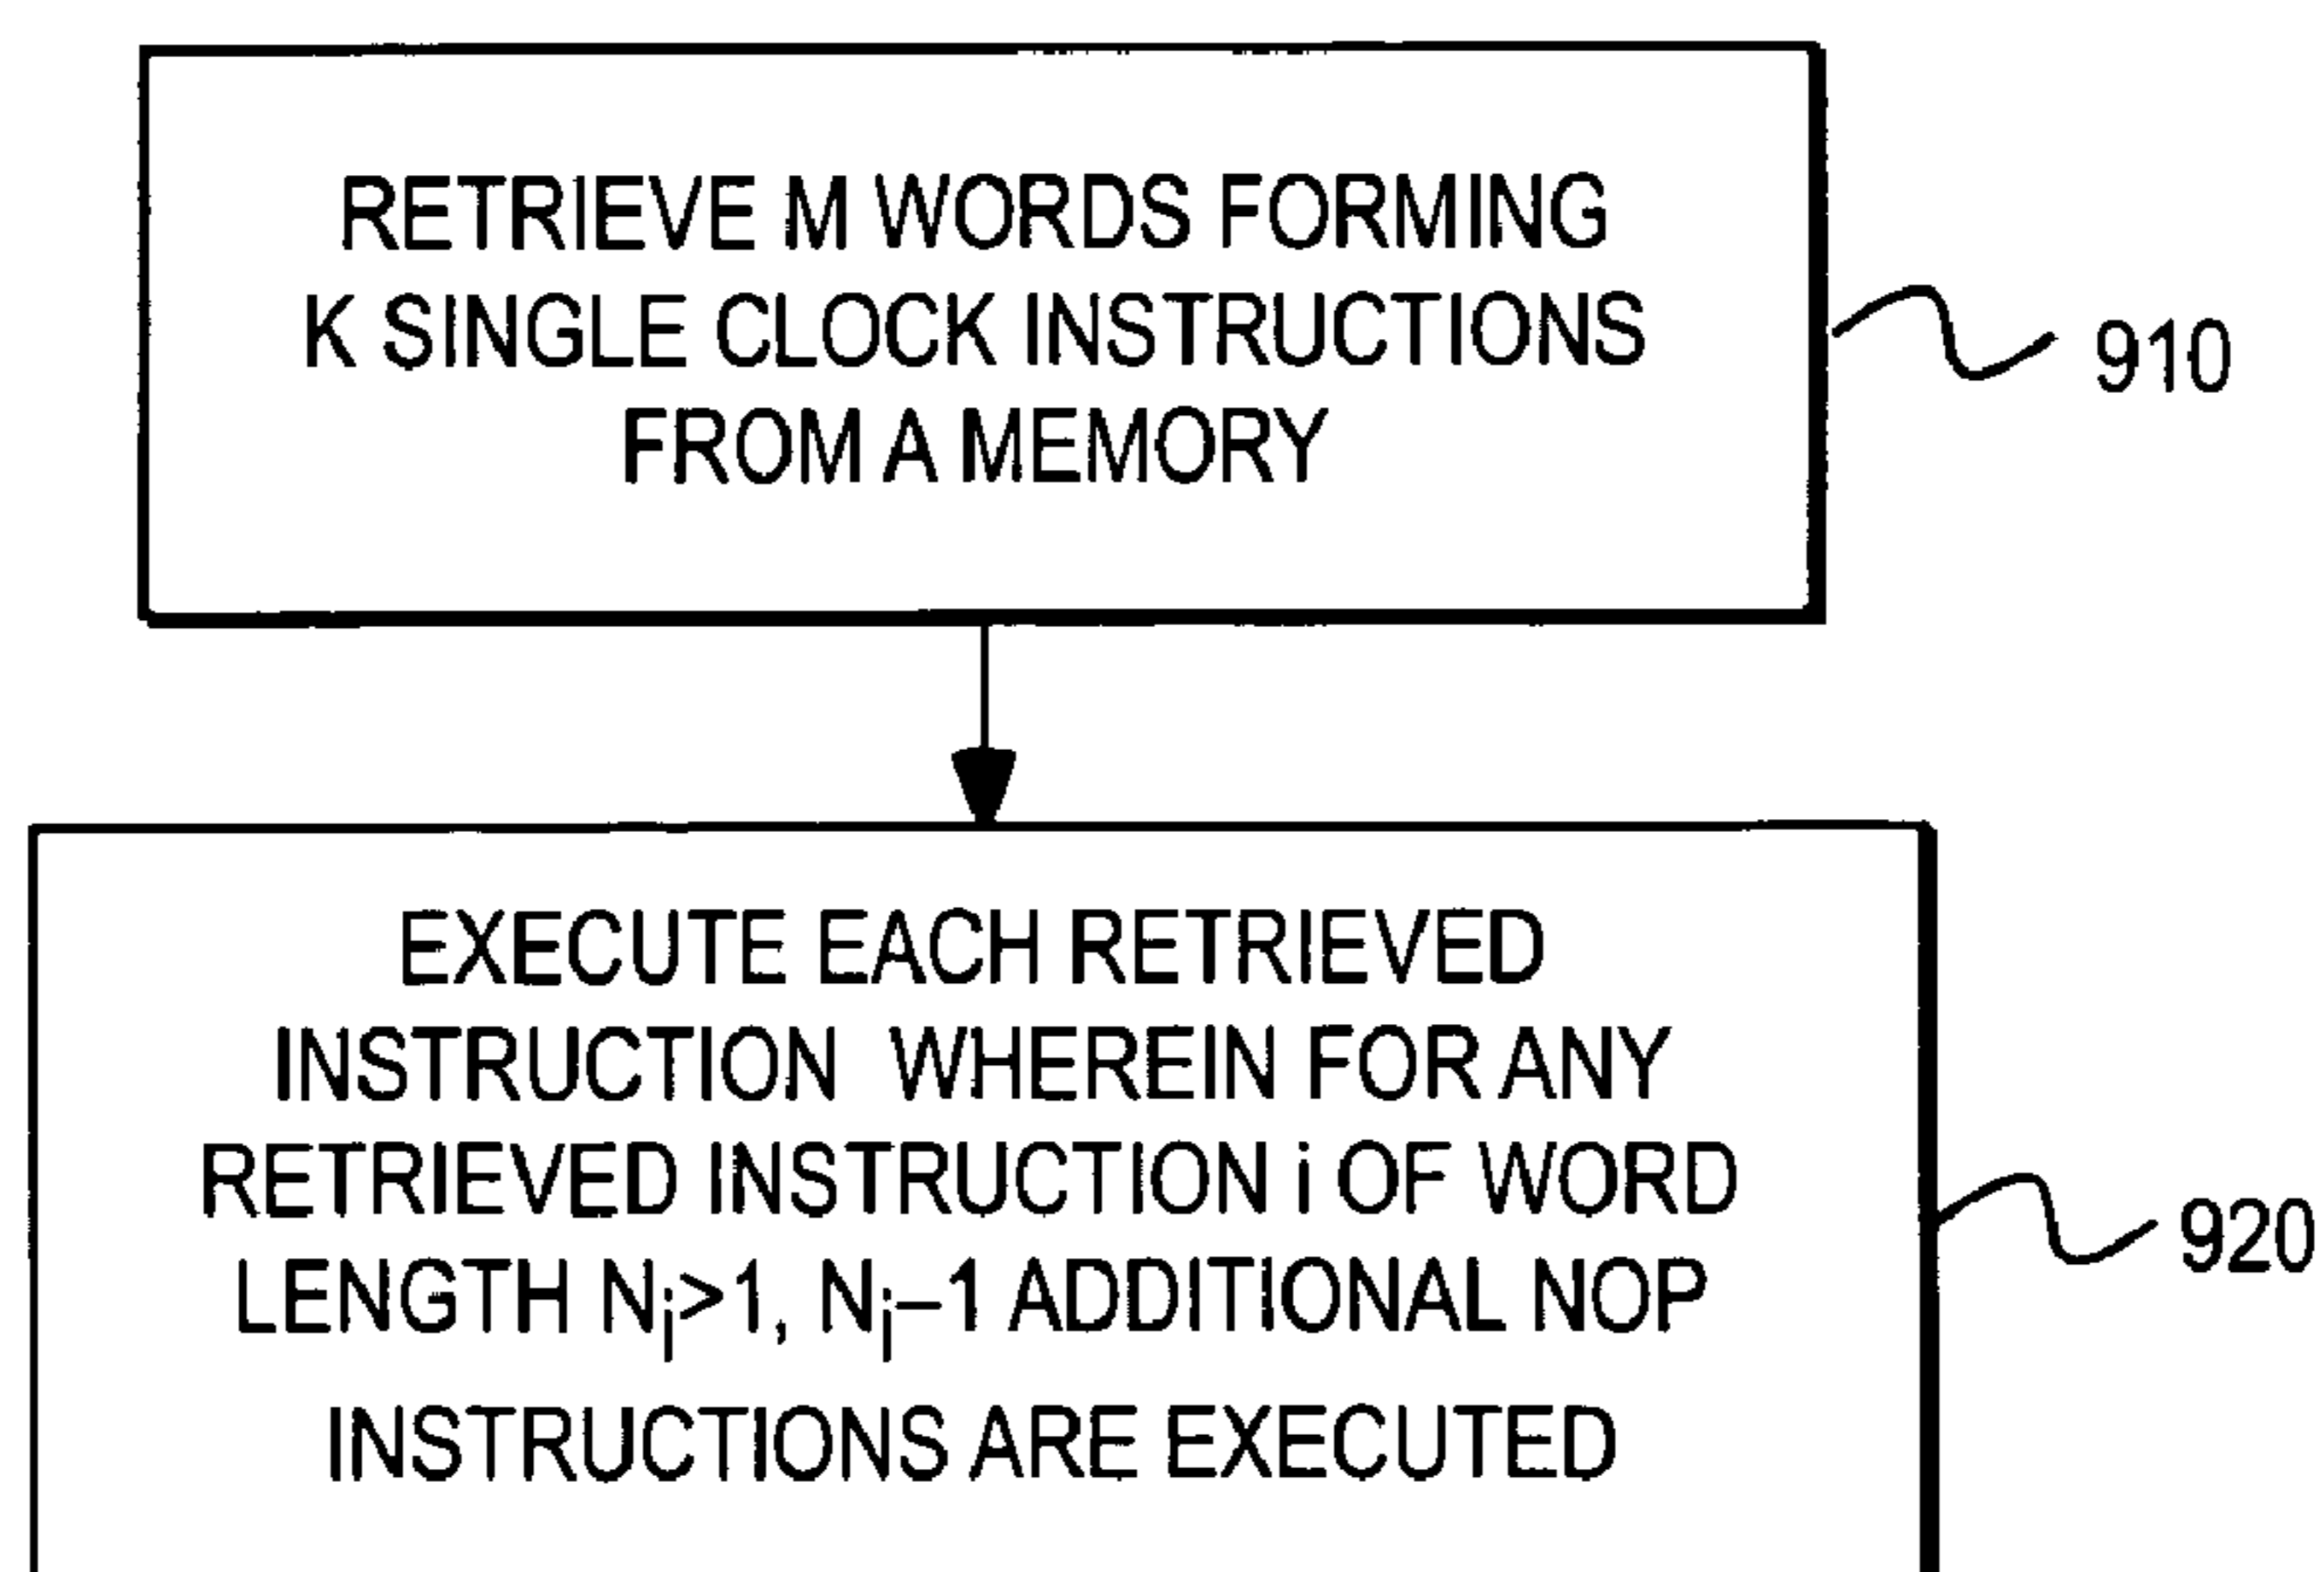 RETRIEVE M WORDS FORMING
K SINGLE CLOCK INSTRUCTIONS
FROM A MEMORY
910
EXECUTE EACH RETRIEVED
INSTRUCTION WHEREIN FOR ANY
RETRIEVED INSTRUCTION i OF WORD
LENGTH Ni>1, Ni–1 ADDITIONAL NOP
INSTRUCTIONS ARE EXECUTED
920